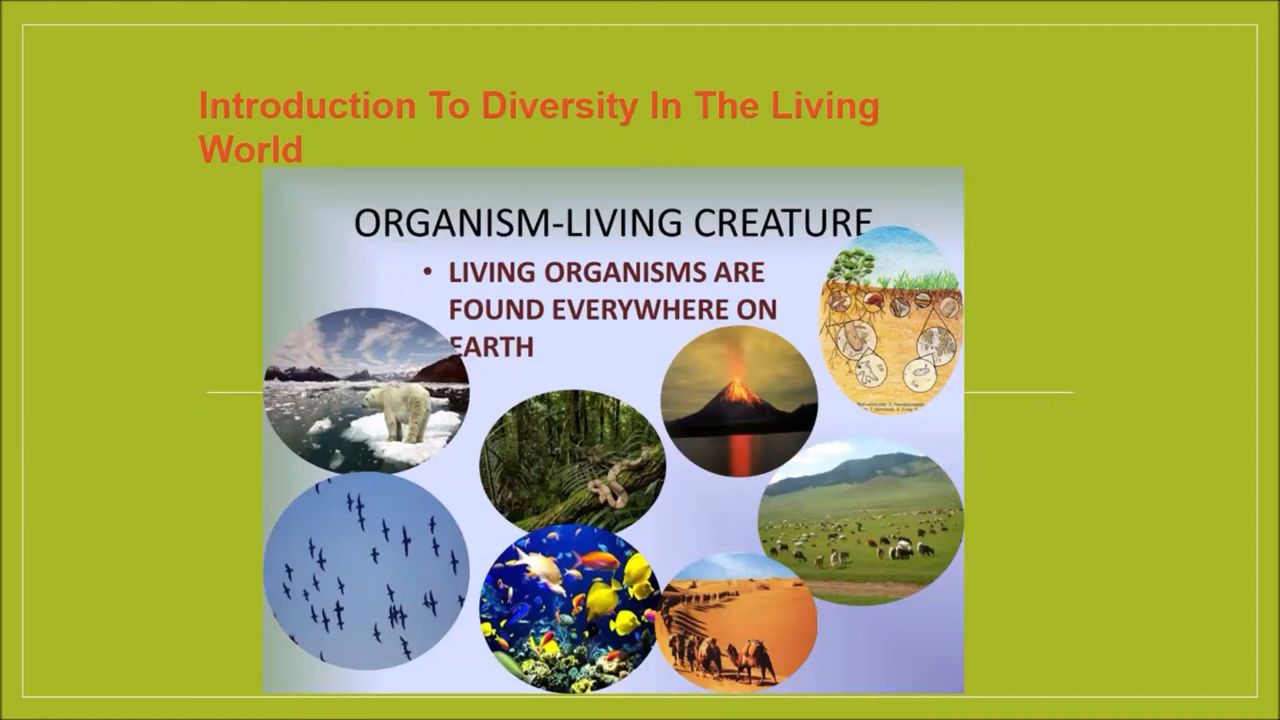 Introduction To Diversity In The Living
World
ORGANISM-LIVING CREATURE
• LIVING ORGANISMS ARE
FOUND EVERYWHERE ON
EARTH